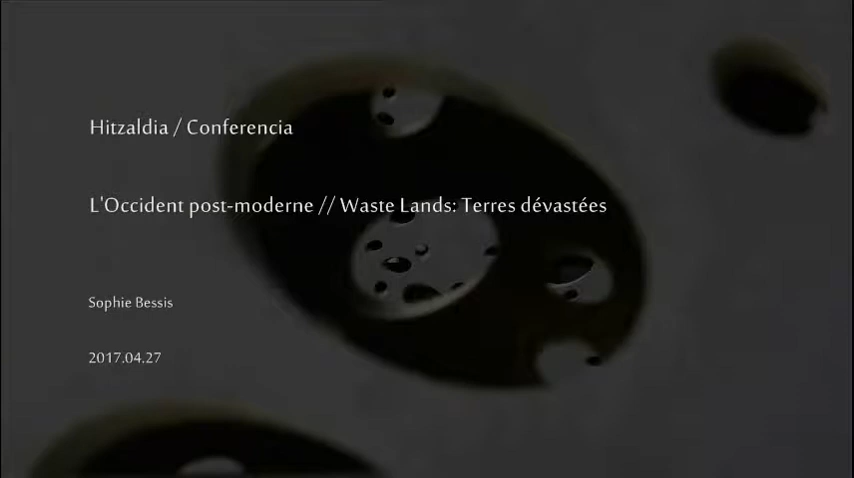 Hitzaldia / Conferencia
L'Occident post-moderne // Waste Lands: Terres dévastées
Sophie Bessis
2017.04.27